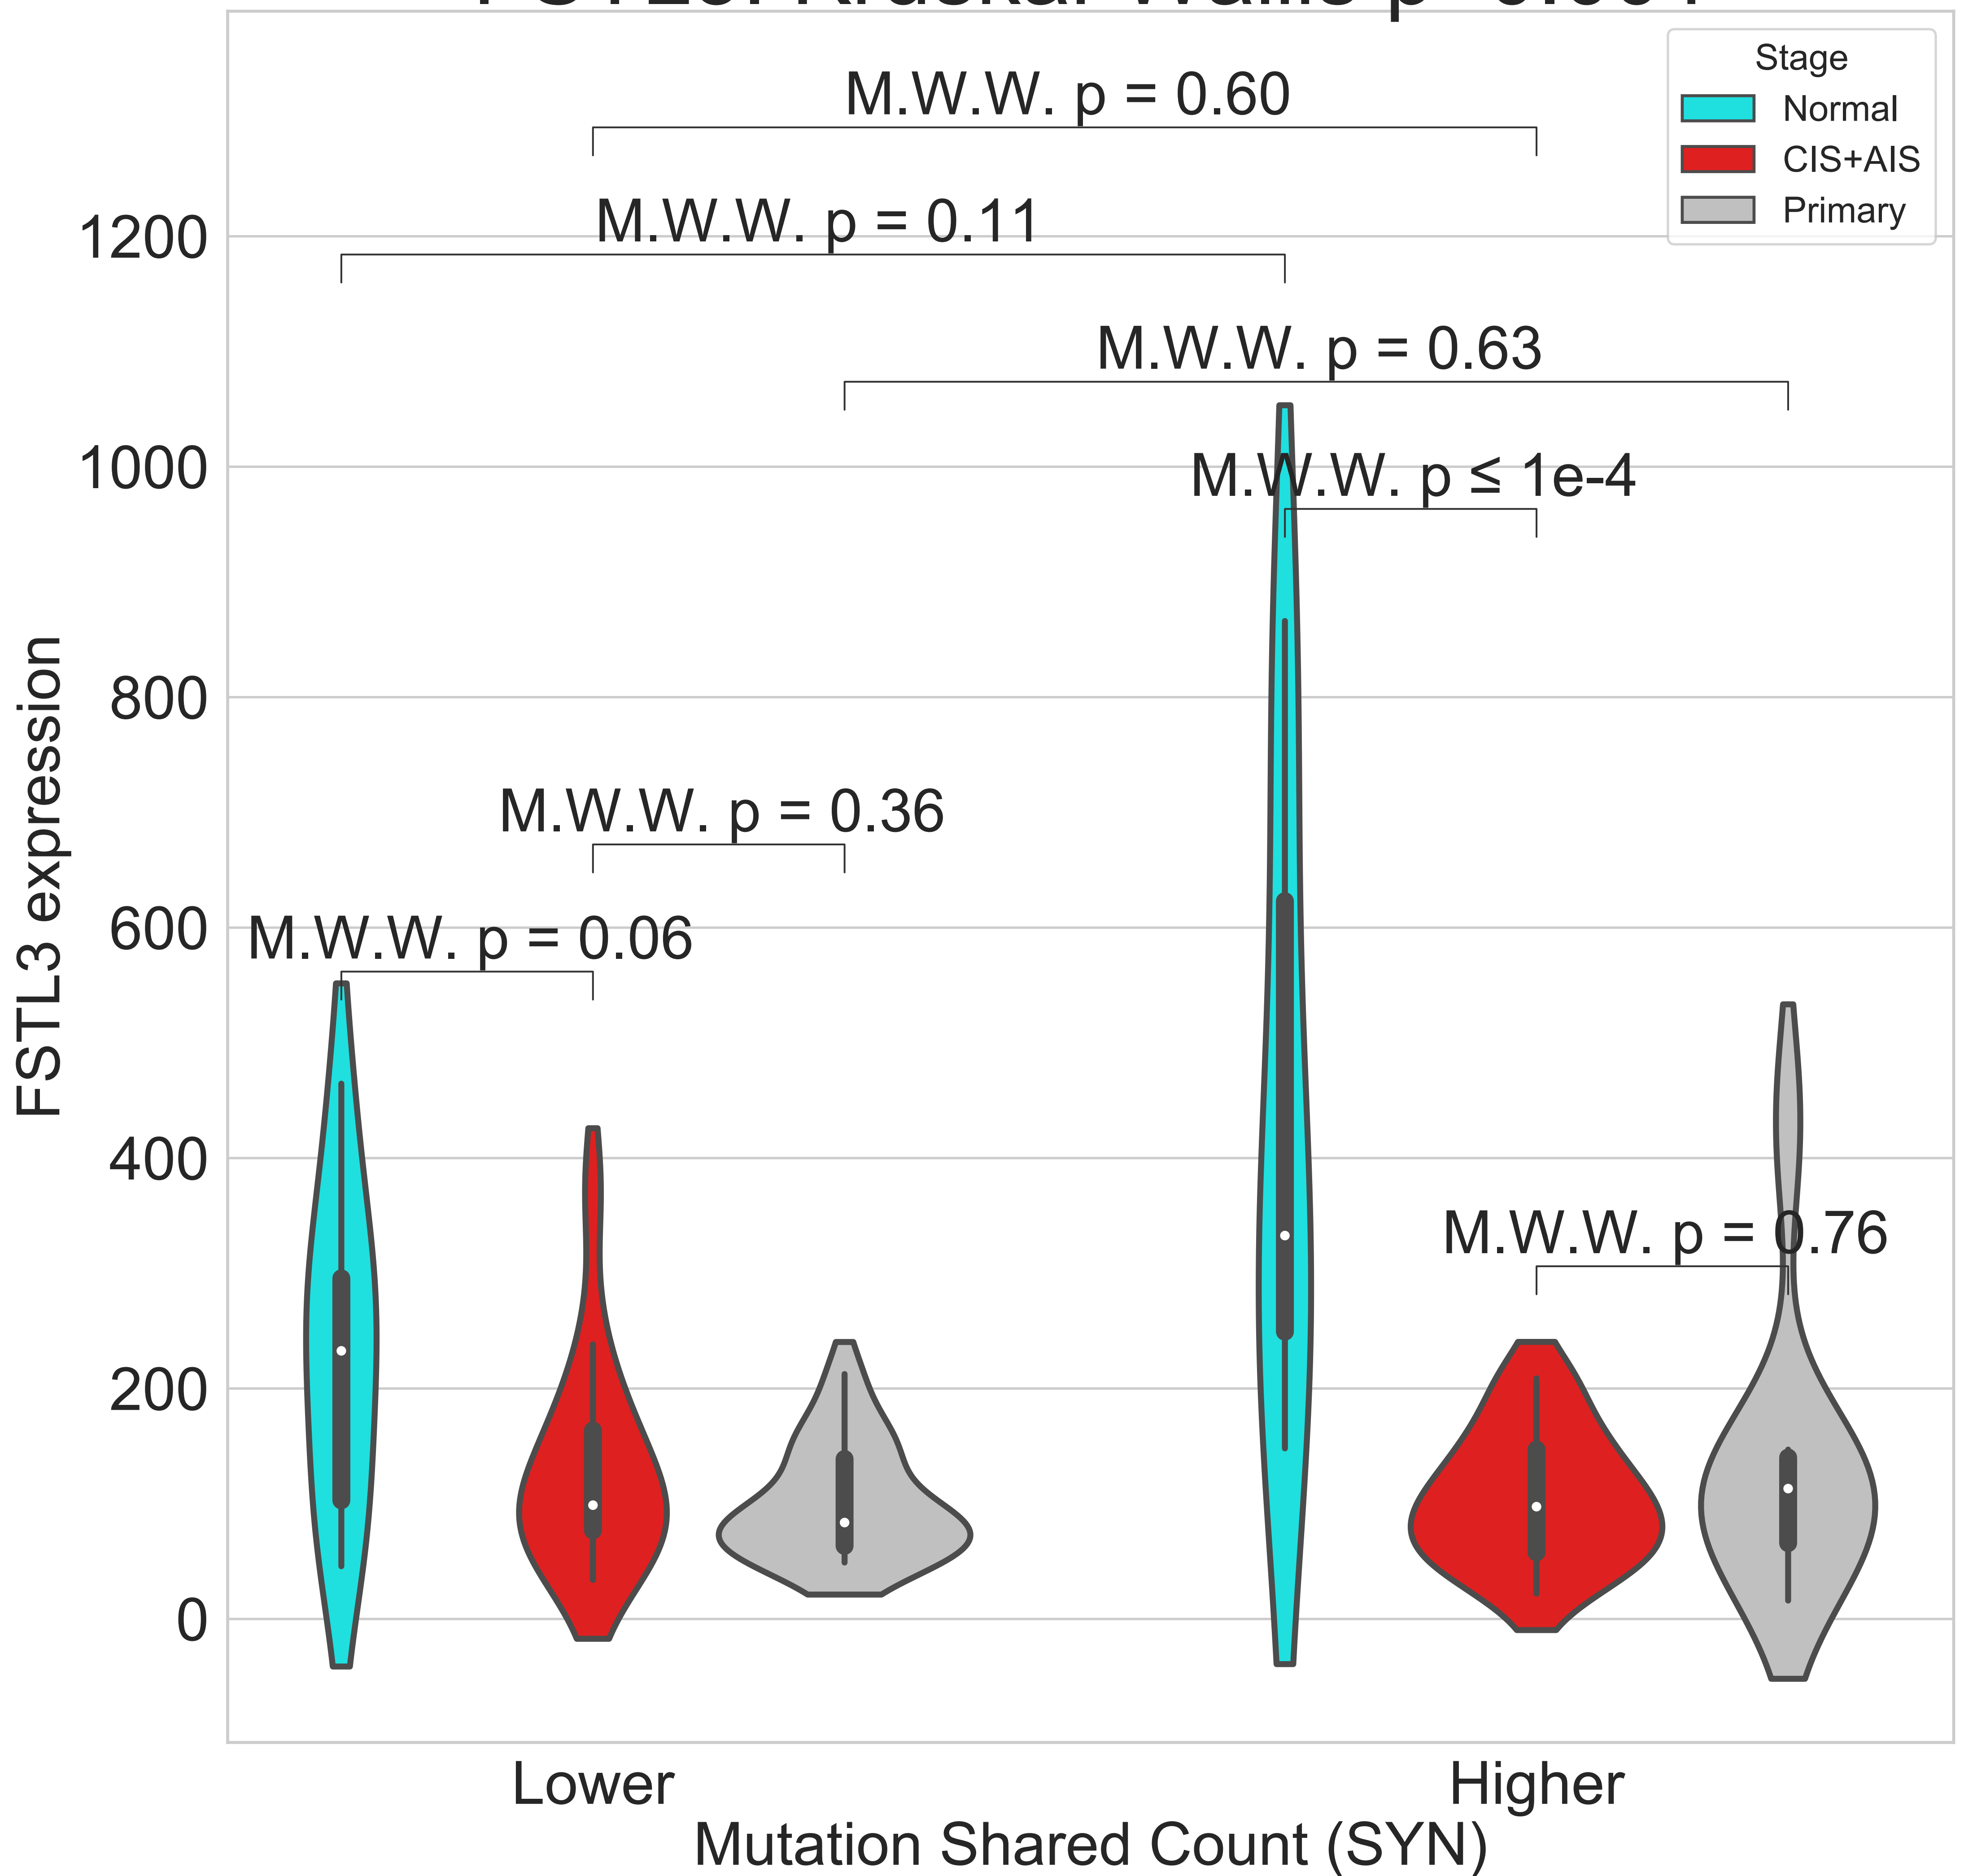 Stage
Normal
CIS+AIS
Primary
M.W.W. p = 0.60
M.W.W. p = 0.11
M.W.W. p = 0.63
M.W.W. p ≤ 1e-4
M.W.W. p = 0.36
M.W.W. p = 0.06
M.W.W. p = 0.76
FSTL3 expression
1200
1000
800
600
400
200
0
Lower
Higher
Mutation Shared Count (SYN)